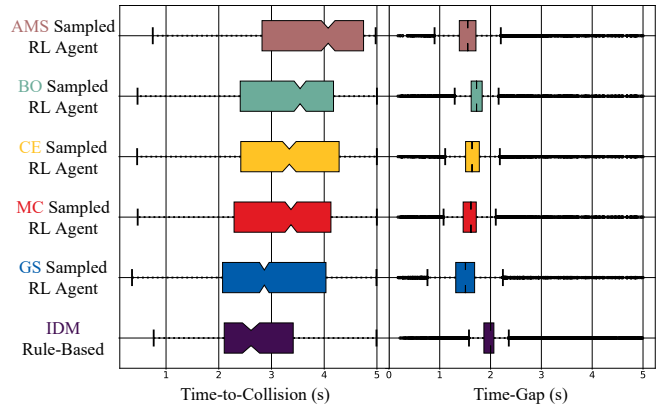 AMS Sampled
RL Agent
BO Sampled
RL Agent
CE Sampled
RL Agent
MC Sampled
RL Agent
GS Sampled
RL Agent
IDM
Rule-Based
1 2 3 4 5 0 1 2 3 4 5
Time-to-Collision (s) Time-Gap (s)